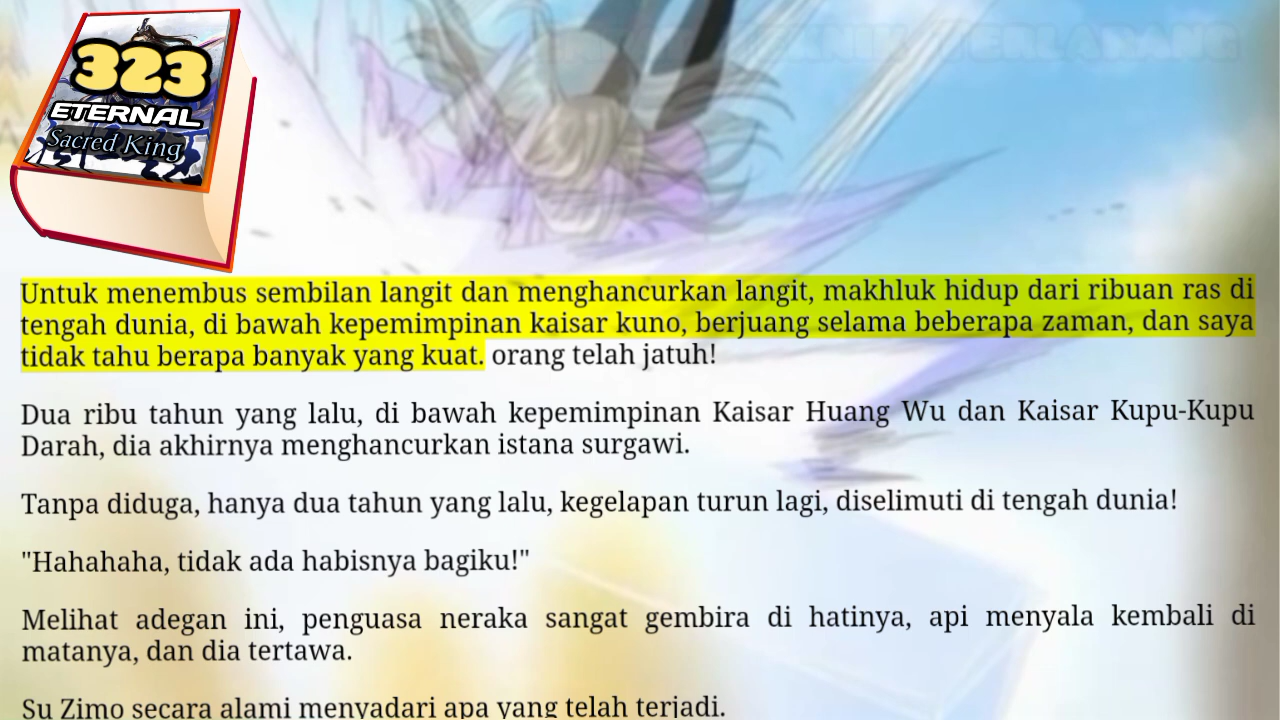 323
ETERNAL
Sacred King
Untuk menembus sembilan langit dan menghancurkan langit, makhluk hidup dari ribuan ras di
tengah dunia, di bawah kepemimpinan kaisar kuno, berjuang selama beberapa zaman, dan saya
tidak tahu berapa banyak yang kuat. orang telah jatuh!
Dua ribu tahun yang lalu, di bawah kepemimpinan Kaisar Huang Wu dan Kaisar Kupu-Kupu
Darah, dia akhirnya menghancurkan istana surgawi.
Tanpa diduga, hanya dua tahun yang lalu, kegelapan turun lagi, diselimuti di tengah dunia!
"Hahahaha, tidak ada habisnya bagiku!"
Melihat adegan ini, penguasa neraka sangat gembira di hatinya, api menyala kembali di
matanya, dan dia tertawa.
Su Zimo secara alami menyadari apa yang telah terjadi.